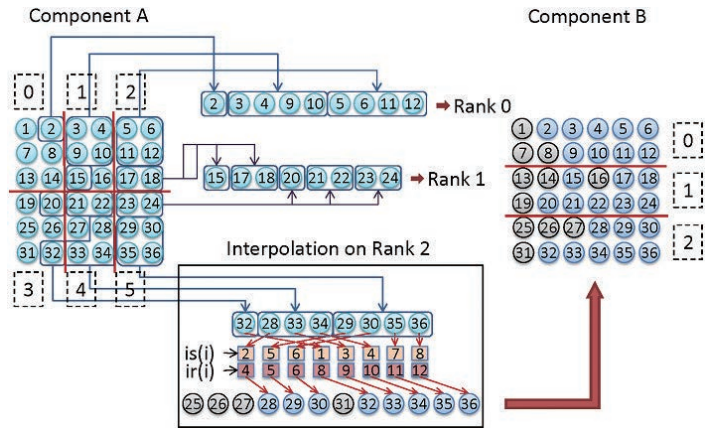 Component A
Component B
0 1 2
2 3 4 9 10 5 6 11 12
Rank 0
1 2 3 4 5 6
7 8 9 10 11 12
13 14 15 16 17 18
19 20 21 22 23 24
25 26 27 28 29 30
31 32 33 34 35 36
15 17 18 20 21 22 23 24
Rank 1
1 2 3 4 5 6
7 8 9 10 11 12
13 14 15 16 17 18
19 20 21 22 23 24
25 26 27 28 29 30
31 32 33 34 35 36
0
1
2
3 4 5
Interpolation on Rank 2
32 28 33 34 29 30 35 36
is(i) 2 5 6 1 3 4 7 8
ir(i) 4 5 6 8 9 10 11 12
25 26 27 28 29 30 31 32 33 34 35 36